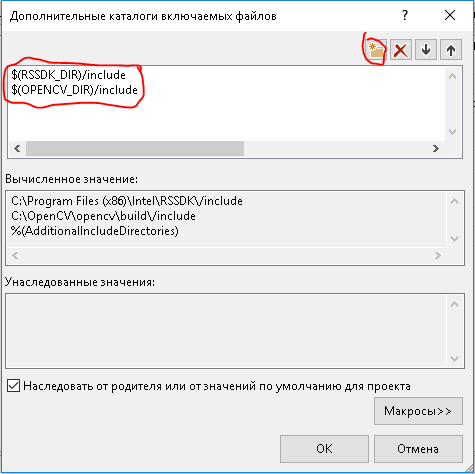 Дополнительные каталоги включаемых файлов
$(RSSDK_DIR)/include
$(OPENCV_DIR)/include
Вычисленное значение:
C:\Program Files (x86)\Intel\RSSDK\/include
C:\OpenCV\opencv\build\/include
%(AdditionalIncludeDirectories)
Унаследованные значения:
Наследовать от родителя или от значений по умолчанию для проекта
Макросы>>
OK
Отмена